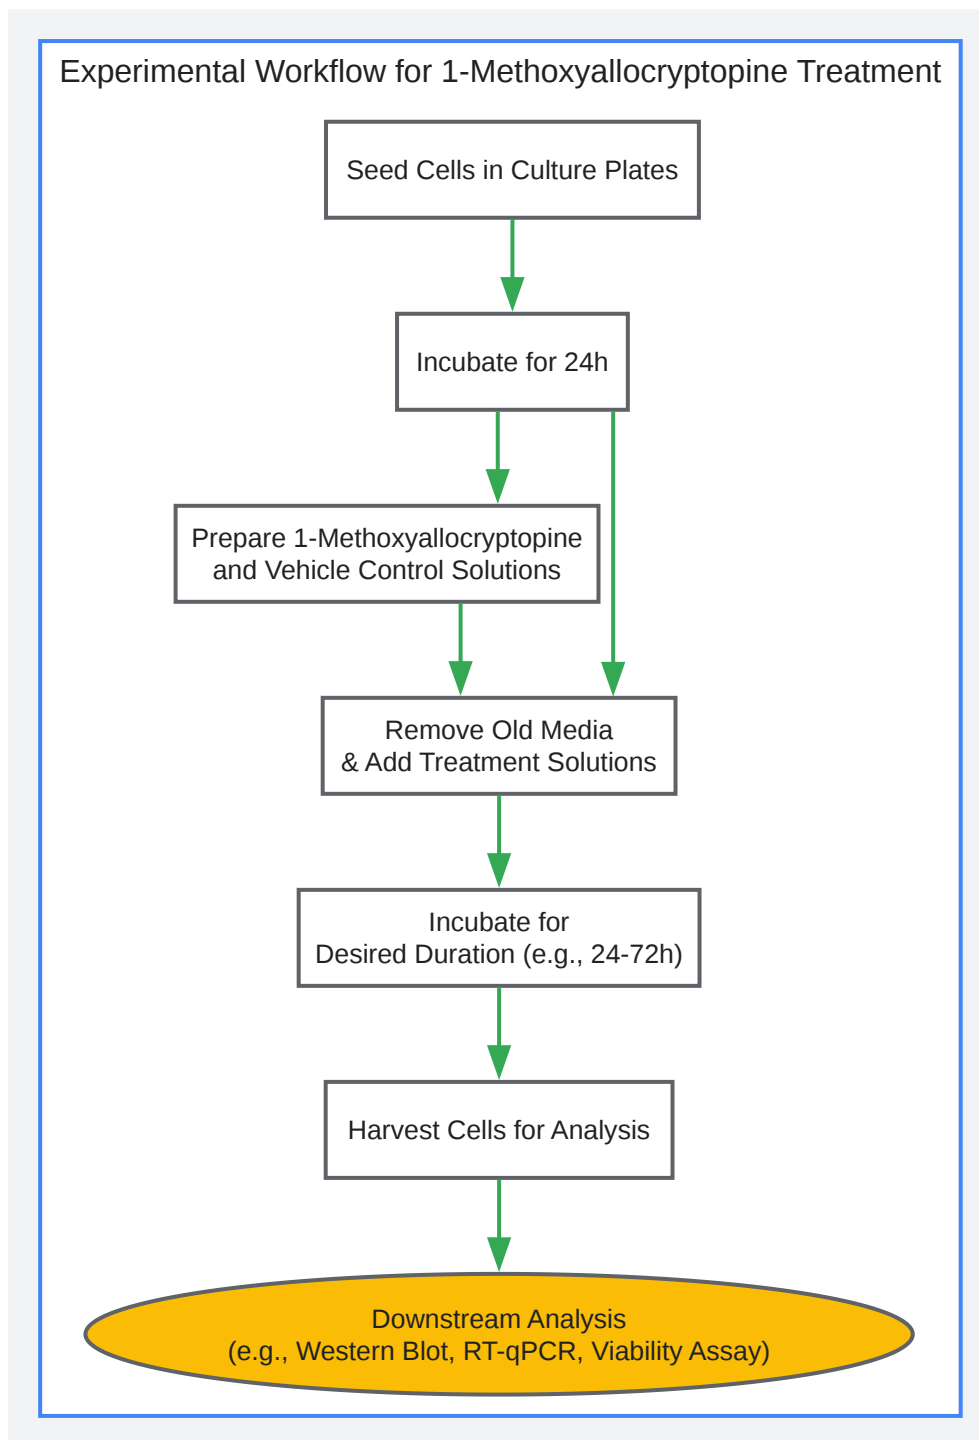 Experimental Workflow for 1-Methoxyallocryptopine Treatment
Seed Cells in Culture Plates
Incubate for 24h
Prepare 1-Methoxyallocryptopine
and Vehicle Control Solutions
Remove Old Media
& Add Treatment Solutions
Incubate for
Desired Duration (e.g., 24-72h)
Harvest Cells for Analysis
Downstream Analysis
(e.g., Western Blot, RT-qPCR, Viability Assay)